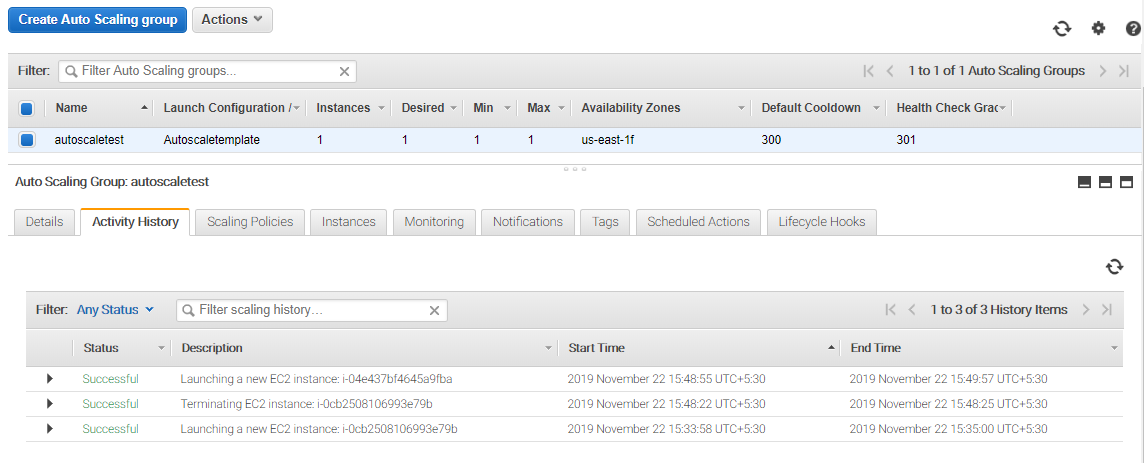 Create Auto Scaling group Actions
Filter: Filter Auto Scaling groups... 1 to 1 of 1 Auto Scaling Groups
Name Launch Configuration / Instances Desired Min Max Availability Zones Default Cooldown Health Check Grac
autoscaletest Autoscaletemplate 1 1 1 1 us-east-1f 300 301
Auto Scaling Group: autoscaletest
Details Activity History Scaling Policies Instances Monitoring Notifications Tags Scheduled Actions Lifecycle Hooks
Filter: Any Status Filter scaling history... 1 to 3 of 3 History Items
Status Description Start Time End Time
Successful Launching a new EC2 instance: i-04e437bf4645a9fba 2019 November 22 15:48:55 UTC+5:30 2019 November 22 15:49:57 UTC+5:30
Successful Terminating EC2 instance: i-0cb2508106993e79b 2019 November 22 15:48:22 UTC+5:30 2019 November 22 15:48:25 UTC+5:30
Successful Launching a new EC2 instance: i-0cb2508106993e79b 2019 November 22 15:33:58 UTC+5:30 2019 November 22 15:35:00 UTC+5:30